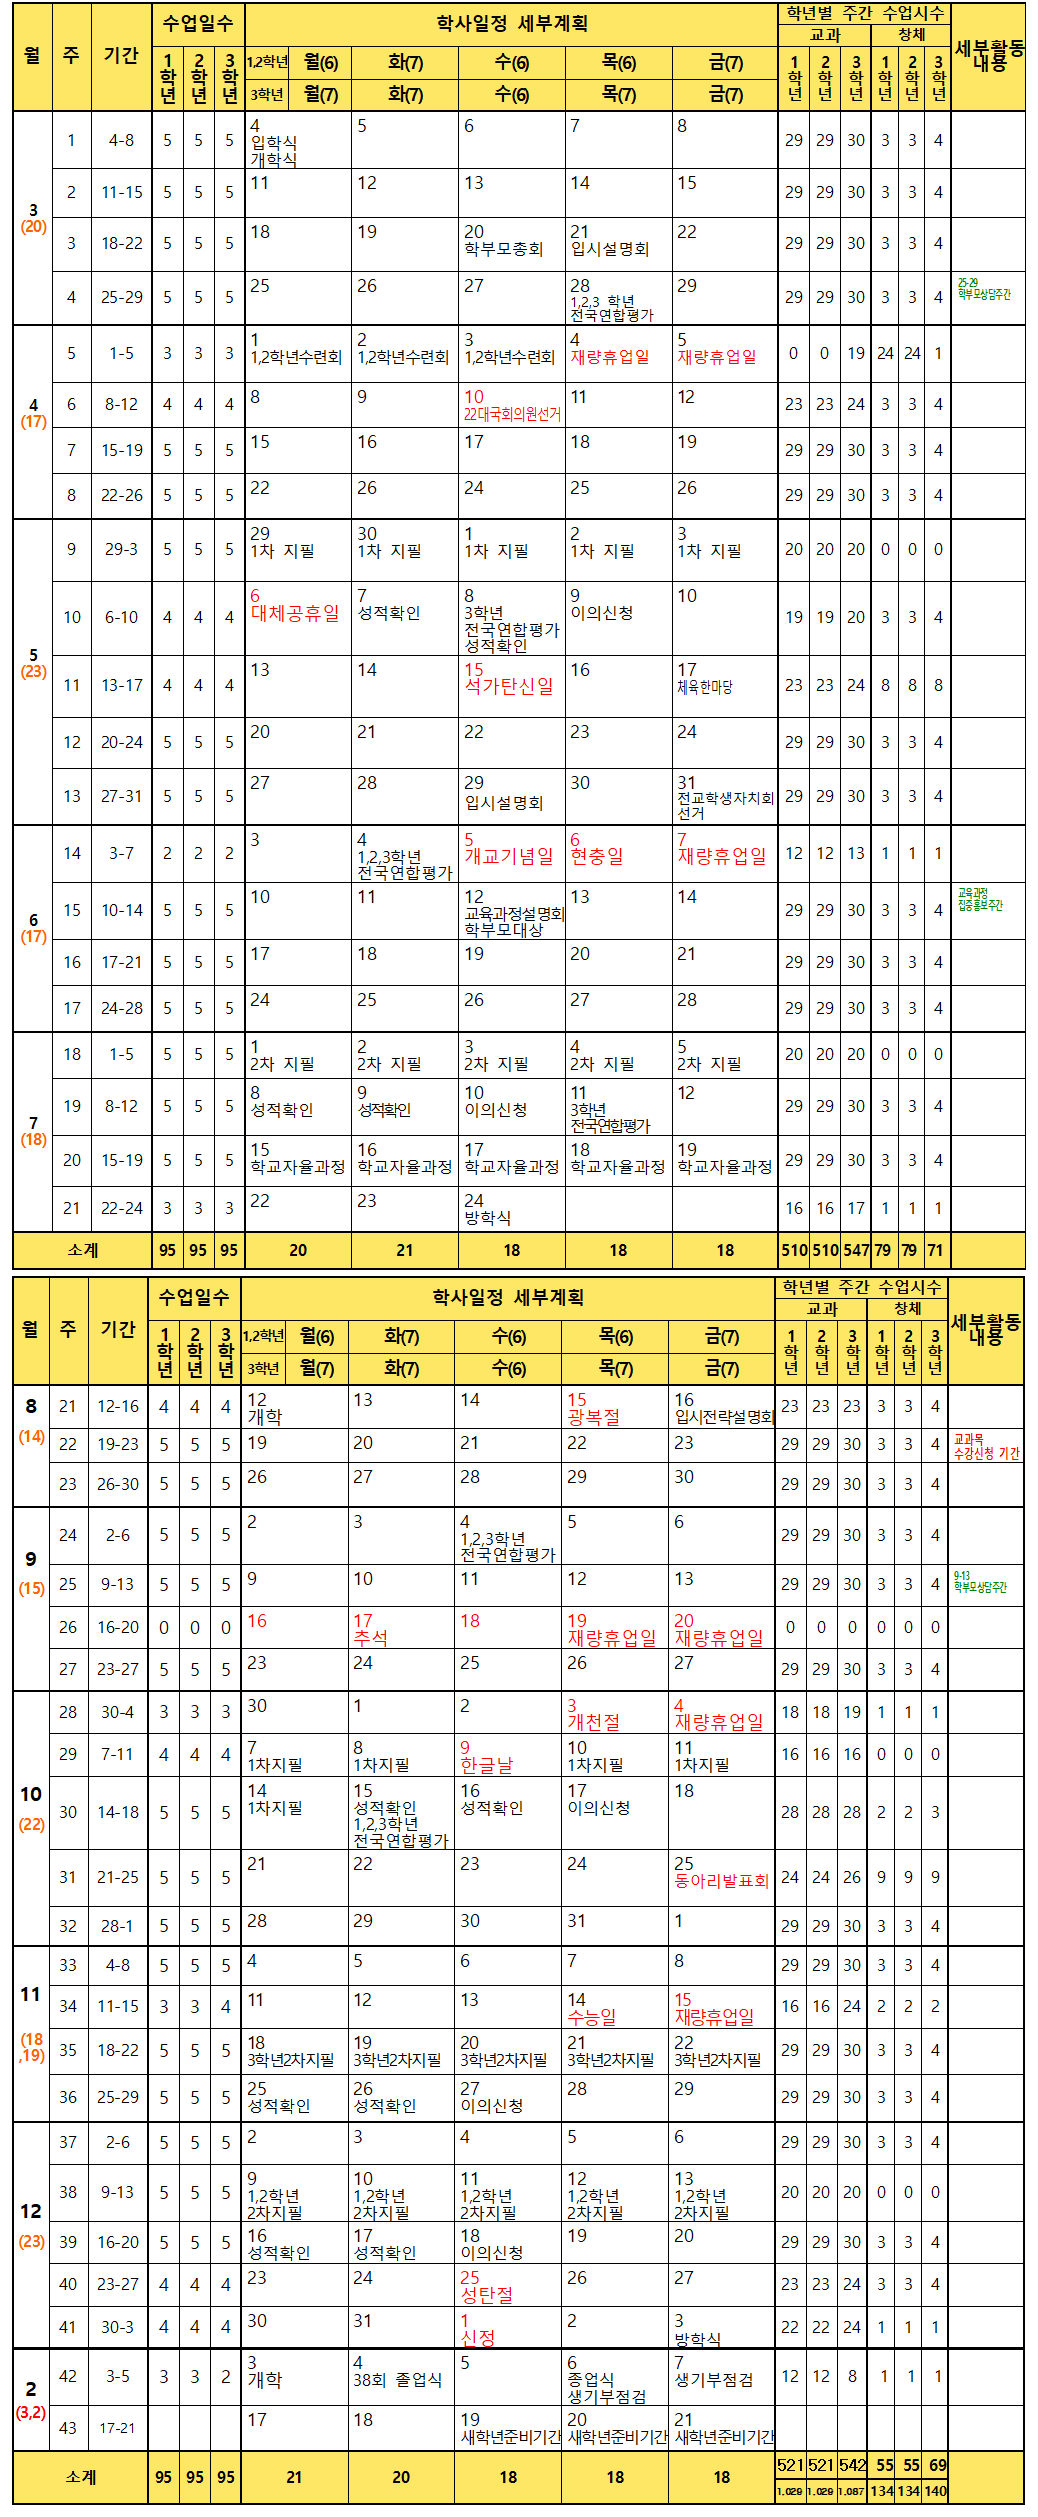 월 주 기간 수업일수 학사일정 세부계획 학년별 주간 수업시수 세부활동 내용
교과 창체
1학년 2학년 3학년 1,2학년 월(6) 화(7) 수(6) 목(6) 금(7) 1학년 2학년 3학년 1학년 2학년 3학년
3학년 월(7) 화(7) 수(6) 목(7) 금(7)
3 (20)
1 4-8 5 5 5 4 입학식 개학식 5 6 7 8 29 29 30 3 3 4
2 11-15 5 5 5 11 12 13 14 15 29 29 30 3 3 4
3 18-22 5 5 5 18 19 20 학부모총회 21 입시설명회 22 29 29 30 3 3 4
4 25-29 5 5 5 25 26 27 28 1,2,3 학년 전국연합평가 29 29 29 30 3 3 4 25-29 학부모상담주간
4 (17)
5 1-5 3 3 3 1 1,2학년수련회 2 1,2학년수련회 3 1,2학년수련회 4 재량휴업일 5 재량휴업일 0 0 19 24 24 1
6 8-12 4 4 4 8 9 10 22대국회의원선거 11 12 23 23 24 3 3 4
7 15-19 5 5 5 15 16 17 18 19 29 29 30 3 3 4
8 22-26 5 5 5 22 26 24 25 26 29 29 30 3 3 4
5 (23)
9 29-3 5 5 5 29 1차 지필 30 1차 지필 1 1차 지필 2 1차 지필 3 1차 지필 20 20 20 0 0 0
10 6-10 4 4 4 6 대체공휴일 7 성적확인 8 3학년 전국연합평가 성적확인 9 이의신청 10 19 19 20 3 3 4
11 13-17 4 4 4 13 14 15 석가탄신일 16 17 체육한마당 23 23 24 8 8 8
12 20-24 5 5 5 20 21 22 23 24 29 29 30 3 3 4
13 27-31 5 5 5 27 28 29 입시설명회 30 31 전교학생자치회 선거 29 29 30 3 3 4
6 (17)
14 3-7 2 2 2 3 4 1,2,3학년 전국연합평가 5 개교기념일 6 현충일 7 재량휴업일 12 12 13 1 1 1
15 10-14 5 5 5 10 11 12 교육과정설명회 학부모대상 13 14 29 29 30 3 3 4 교육과정 집중홍보주간
16 17-21 5 5 5 17 18 19 20 21 29 29 30 3 3 4
17 24-28 5 5 5 24 25 26 27 28 29 29 30 3 3 4
7 (18)
18 1-5 5 5 5 1 2차 지필 2 2차 지필 3 2차 지필 4 2차 지필 5 2차 지필 20 20 20 0 0 0
19 8-12 5 5 5 8 성적확인 9 성적확인 10 이의신청 11 3학년 전국연합평가 12 29 29 30 3 3 4
20 15-19 5 5 5 15 학교자율과정 16 학교자율과정 17 학교자율과정 18 학교자율과정 19 학교자율과정 29 29 30 3 3 4
21 22-24 3 3 3 22 23 24 방학식 16 16 17 1 1 1
소계 95 95 95 20 21 18 18 18 510 510 547 79 79 71
월 주 기간 수업일수 학사일정 세부계획 학년별 주간 수업시수 세부활동 내용
교과 창체
1학년 2학년 3학년 1,2학년 월(6) 화(7) 수(6) 목(6) 금(7) 1학년 2학년 3학년 1학년 2학년 3학년
3학년 월(7) 화(7) 수(6) 목(7) 금(7)
8 (14)
21 12-16 4 4 4 12 개학 13 14 15 광복절 16 입시전략설명회 23 23 23 3 3 4
22 19-23 5 5 5 19 20 21 22 23 29 29 30 3 3 4 교과목 수강신청 기간
23 26-30 5 5 5 26 27 28 29 30 29 29 30 3 3 4
9 (15)
24 2-6 5 5 5 2 3 4 1,2,3학년 전국연합평가 5 6 29 29 30 3 3 4
25 9-13 5 5 5 9 10 11 12 13 29 29 30 3 3 4 9-13 학부모상담주간
26 16-20 0 0 0 16 17 추석 18 19 재량휴업일 20 재량휴업일 0 0 0 0 0 0
27 23-27 5 5 5 23 24 25 26 27 29 29 30 3 3 4
10 (22)
28 30-4 3 3 3 30 1 2 3 개천절 4 재량휴업일 18 18 19 1 1 1
29 7-11 4 4 4 7 1차지필 8 1차지필 9 한글날 10 1차지필 11 1차지필 16 16 16 0 0 0
30 14-18 5 5 5 14 1차지필 15 성적확인 1,2,3학년 전국연합평가 16 성적확인 17 이의신청 18 28 28 28 2 2 3
31 21-25 5 5 5 21 22 23 24 25 동아리발표회 24 24 26 9 9 9
32 28-1 5 5 5 28 29 30 31 1 29 29 30 3 3 4
11 (18 ,19)
33 4-8 5 5 5 4 5 6 7 8 29 29 30 3 3 4
34 11-15 3 3 4 11 12 13 14 수능일 15 재량휴업일 16 16 24 2 2 2
35 18-22 5 5 5 18 3학년2차지필 19 3학년2차지필 20 3학년2차지필 21 3학년2차지필 22 3학년2차지필 29 29 30 3 3 4
36 25-29 5 5 5 25 성적확인 26 성적확인 27 이의신청 28 29 29 29 30 3 3 4
12 (23)
37 2-6 5 5 5 2 3 4 5 6 29 29 30 3 3 4
38 9-13 5 5 5 9 1,2학년 2차지필 10 1,2학년 2차지필 11 1,2학년 2차지필 12 1,2학년 2차지필 13 1,2학년 2차지필 20 20 20 0 0 0
39 16-20 5 5 5 16 성적확인 17 성적확인 18 이의신청 19 20 29 29 30 3 3 4
40 23-27 4 4 4 23 24 25 성탄절 26 27 23 23 24 3 3 4
41 30-3 4 4 4 30 31 1 신정 2 3 방학식 22 22 24 1 1 1
2 (3,2)
42 3-5 3 3 2 3 개학 4 38회 졸업식 5 6 종업식 생기부점검 7 생기부점검 12 12 8 1 1 1
43 17-21 17 18 19 새학년준비기간 20 새학년준비기간 21 새학년준비기간
소계 95 95 95 21 20 18 18 18 521 521 542 55 55 69
1.029 1.029 1.087 134 134 140